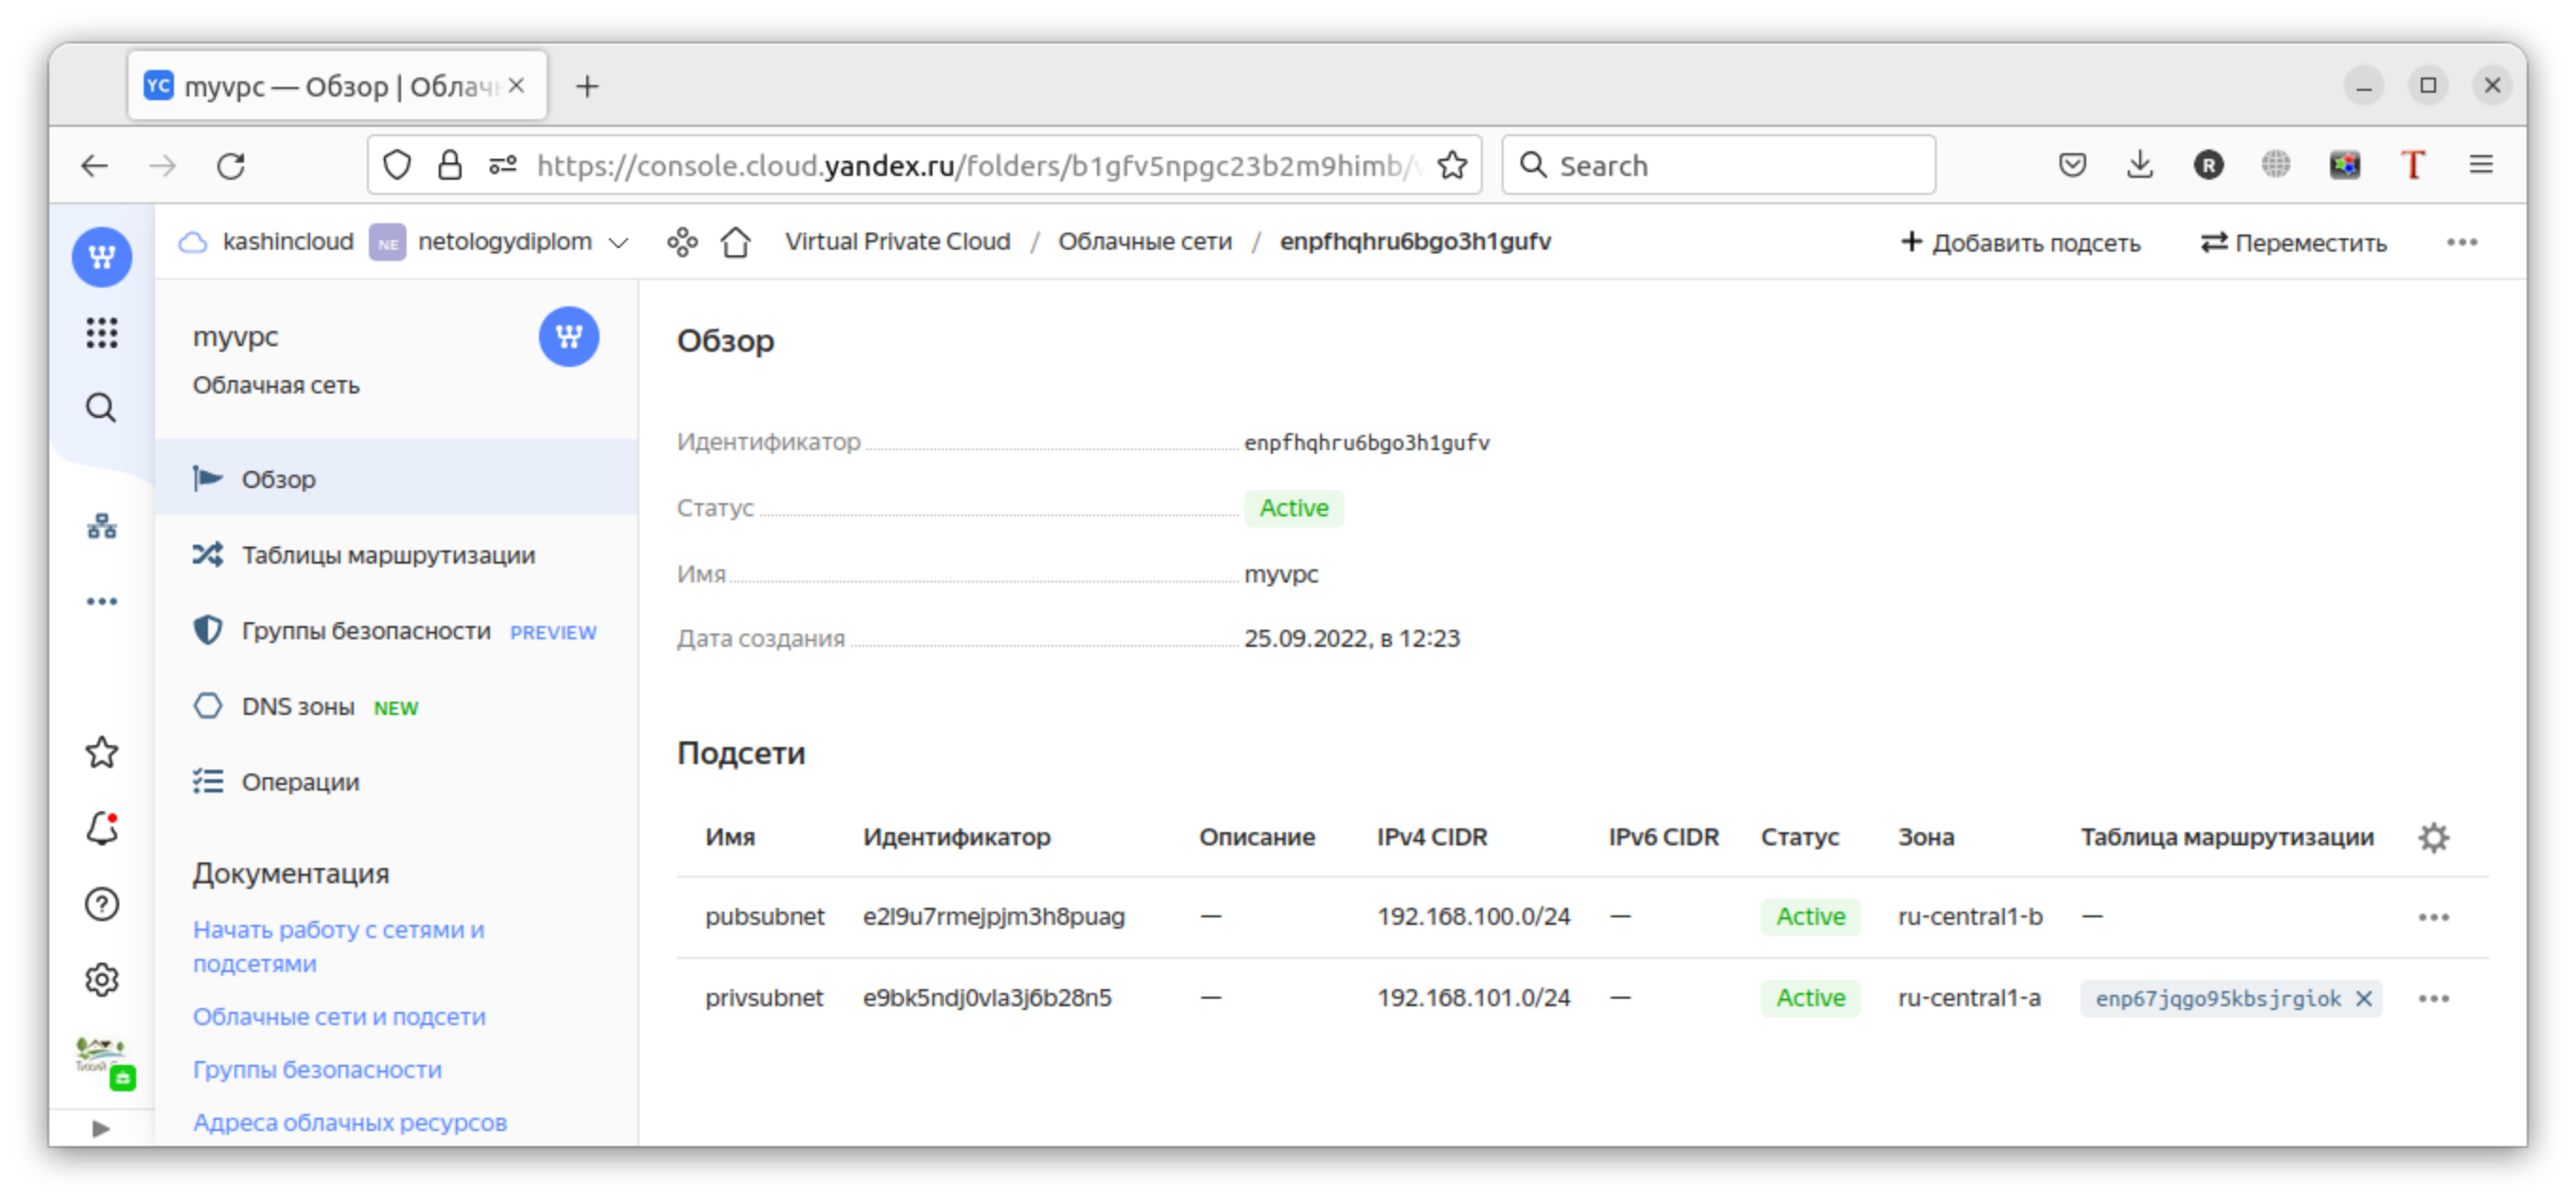 YC myvpc — Обзор | Облач
https://console.cloud.yandex.ru/folders/b1gfv5npgc23b2m9himb/
Search
R
T
kashincloud NE netologydiplom
Virtual Private Cloud / Облачные сети / enpfhqhru6bgo3h1gufv
Добавить подсеть
Переместить
myvpc
Облачная сеть
Обзор
Таблицы маршрутизации
Группы безопасности PREVIEW
DNS зоны NEW
Операции
Документация
Начать работу с сетями и
подсетями
Облачные сети и подсети
Группы безопасности
Адреса облачных ресурсов
Обзор
Идентификатор enpfhqhru6bgo3h1gufv
Статус Active
Имя myvpc
Дата создания 25.09.2022, в 12:23
Подсети
Имя Идентификатор Описание IPv4 CIDR IPv6 CIDR Статус Зона Таблица маршрутизации
pubsubnet e2l9u7rmejpjm3h8puag — 192.168.100.0/24 — Active ru-central1-b —
privsubnet e9bk5ndj0vla3j6b28n5 — 192.168.101.0/24 — Active ru-central1-a enp67jqgo95kbsjrgiok